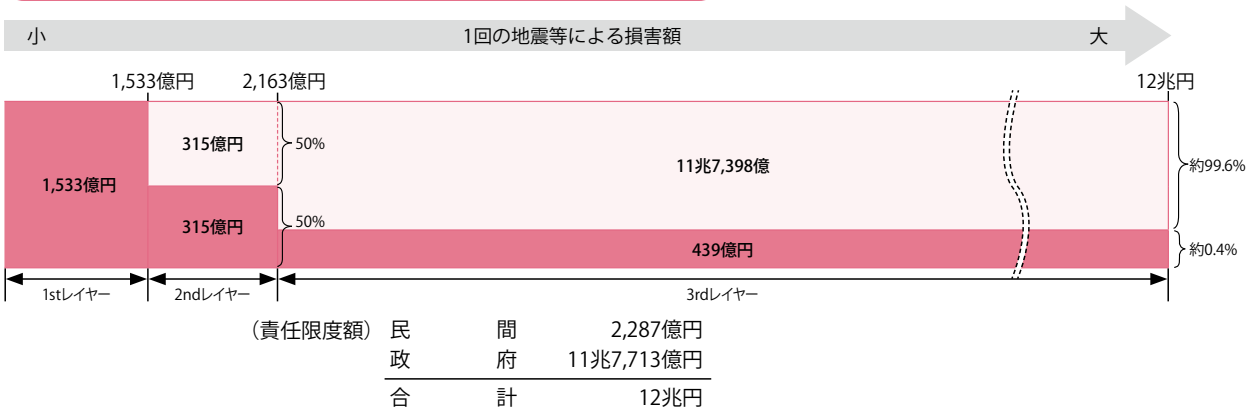 小 1回の地震等による損害額 大
1,533億円 2,163億円 12兆円
315億円 50% 11兆7,398億 約99.6%
1,533億円
315億円 50% 439億円 約0.4%
1stレイヤー 2ndレイヤー 3rdレイヤー
（責任限度額） 民間 2,287億円
政府 11兆7,713億円
合計 12兆円